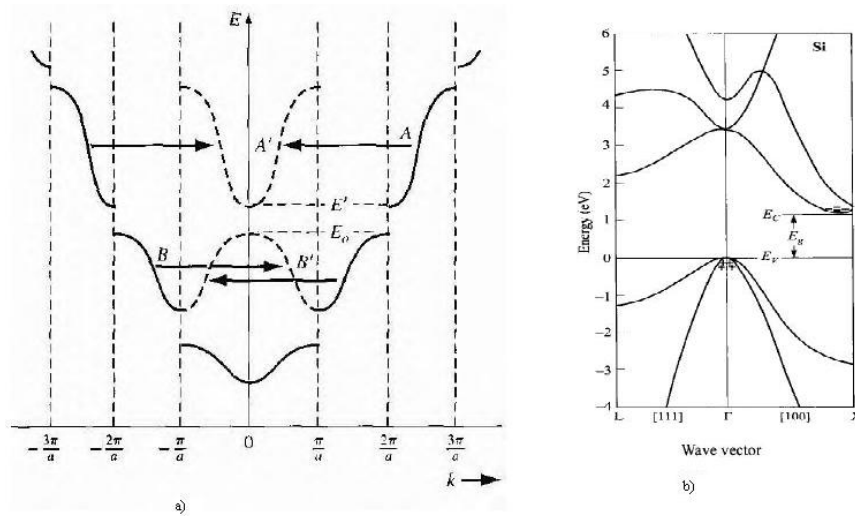 E
A
A'
E'
E₀
B
B'
-3π/a
-2π/a
-π/a
0
π/a
2π/a
3π/a
k
a)
Si
6
5
4
3
2
1
0
-1
-2
-3
-4
Energy (eV)
E_C
E_g
E_v
L
[111]
Γ
[100]
X
Wave vector
b)